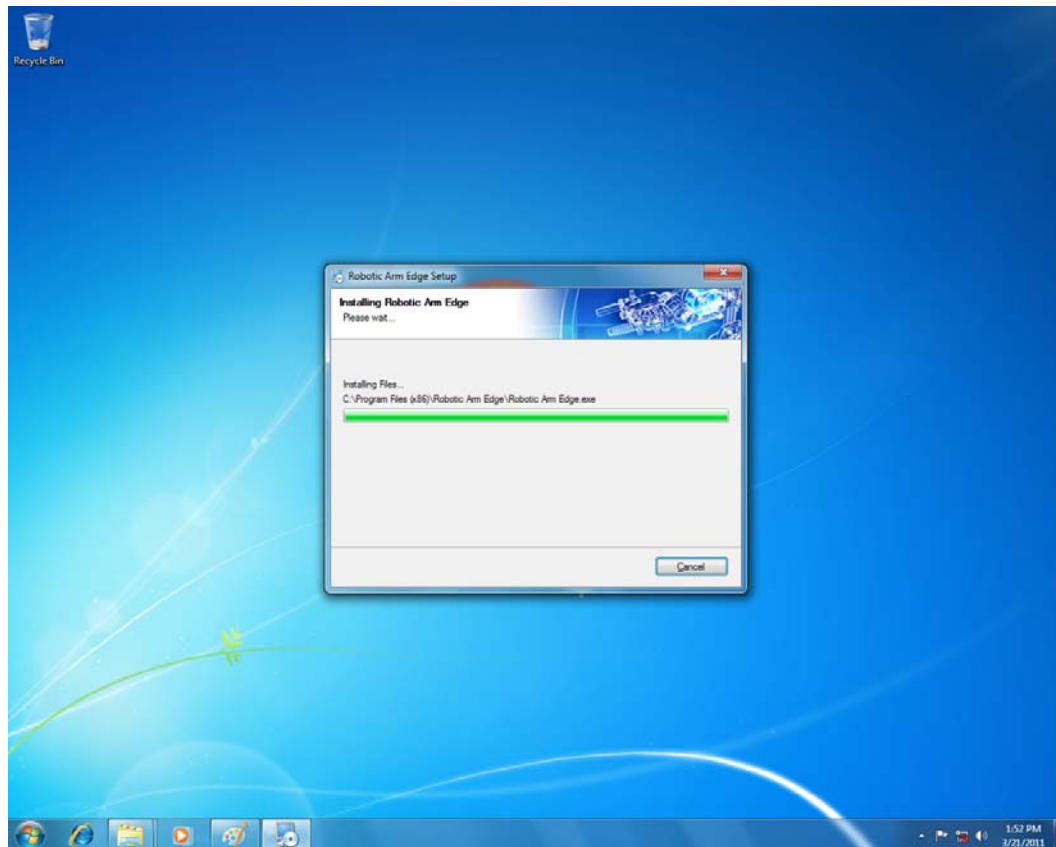 Recycle Bin
Robotic Arm Edge Setup
Installing Robotic Arm Edge
Please wait...
Installing Files...
C:\Program Files (x86)\Robotic Arm Edge\Robotic Arm Edge.exe
Cancel
1:52 PM
3/21/2011